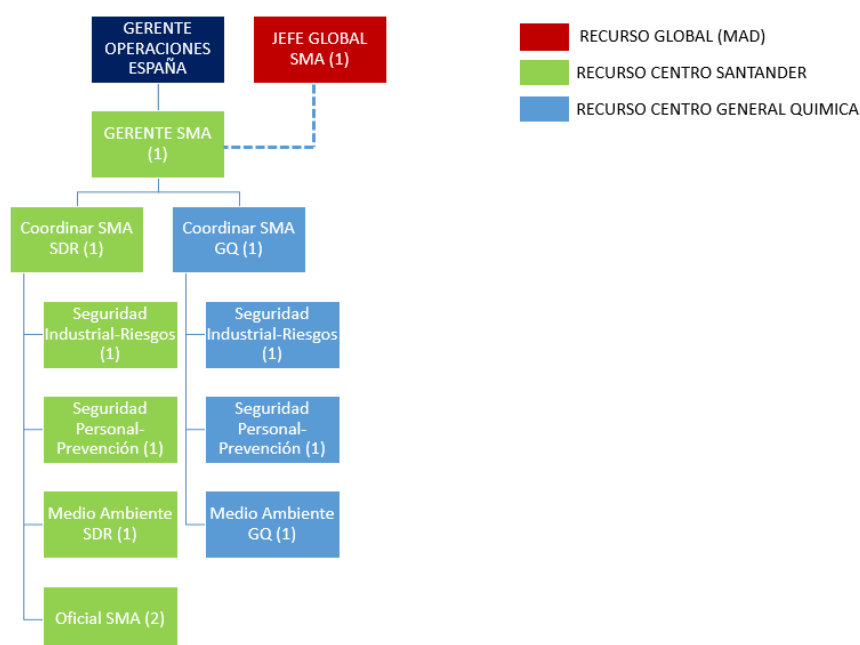 GERENTE
OPERACIONES
ESPAÑA
JEFE GLOBAL
SMA (1)
RECURSO GLOBAL (MAD)
RECURSO CENTRO SANTANDER
RECURSO CENTRO GENERAL QUIMICA
GERENTE SMA
(1)
Coordinar SMA
SDR (1)
Coordinar SMA
GQ (1)
Seguridad
Industrial-Riesgos
(1)
Seguridad
Industrial-Riesgos
(1)
Seguridad
Personal-
Prevención (1)
Seguridad
Personal-
Prevención (1)
Medio Ambiente
SDR (1)
Medio Ambiente
GQ (1)
Oficial SMA (2)